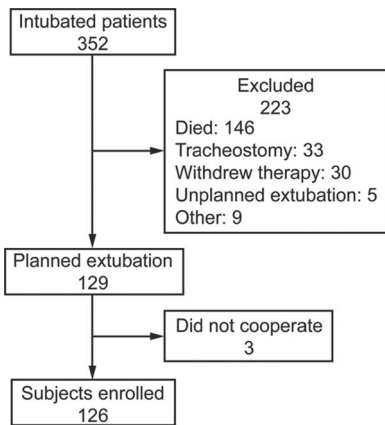 Intubated patients
352
Excluded
223
Died: 146
Tracheostomy: 33
Withdrew therapy: 30
Unplanned extubation: 5
Other: 9
Planned extubation
129
Did not cooperate
3
Subjects enrolled
126